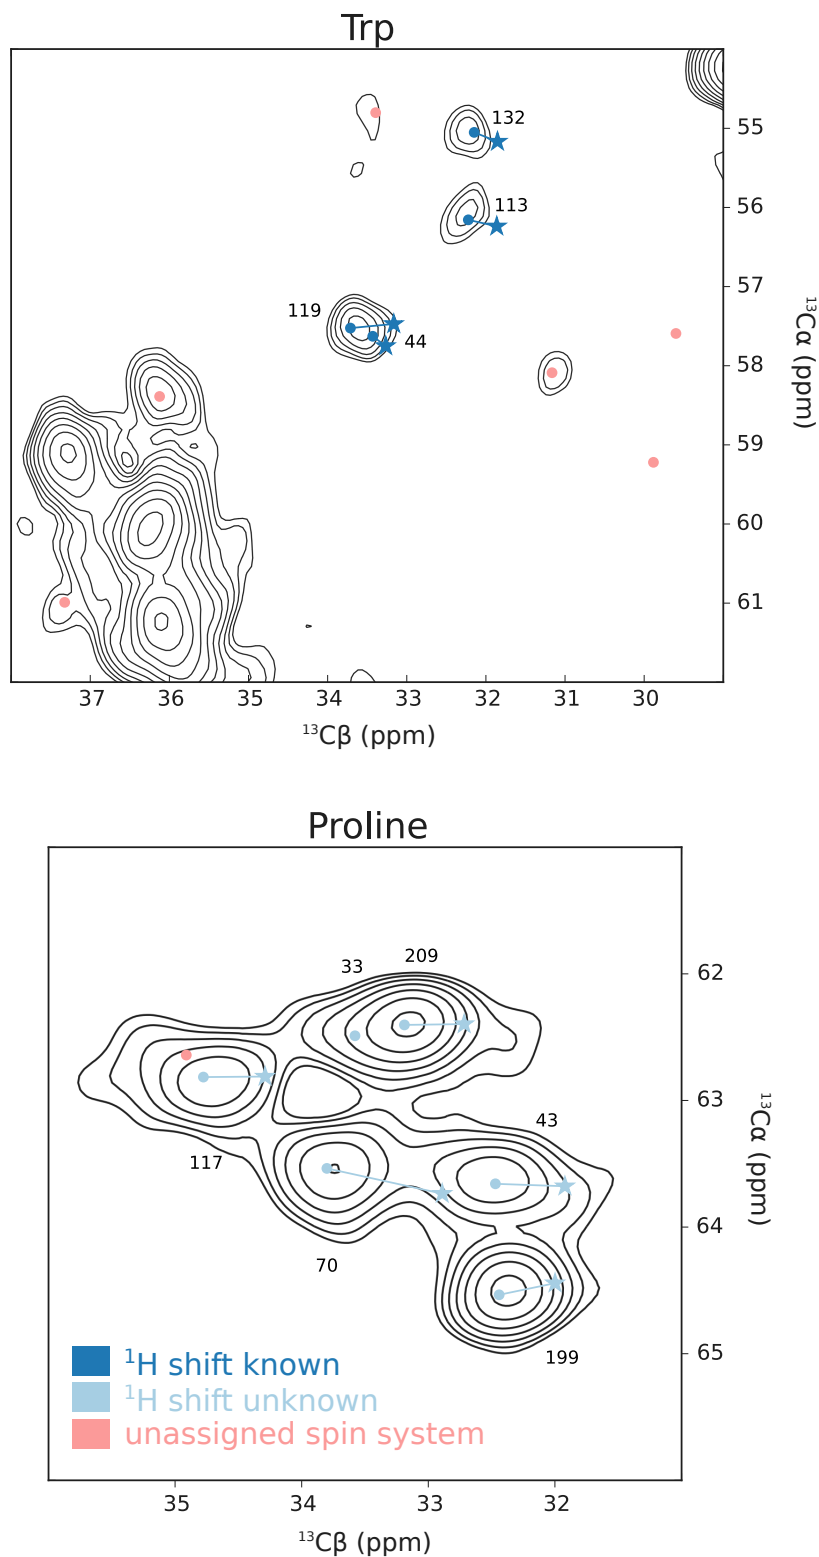 Trp
132
55
113
56
57
119
44
¹³Cα (ppm)
58
59
60
61
37 36 35 34 33 32 31 30
¹³Cβ (ppm)
Proline
33 209
62
63
43
117
¹³Cα (ppm)
64
70
65
199
¹H shift known
¹H shift unknown
unassigned spin system
35 34 33 32
¹³Cβ (ppm)